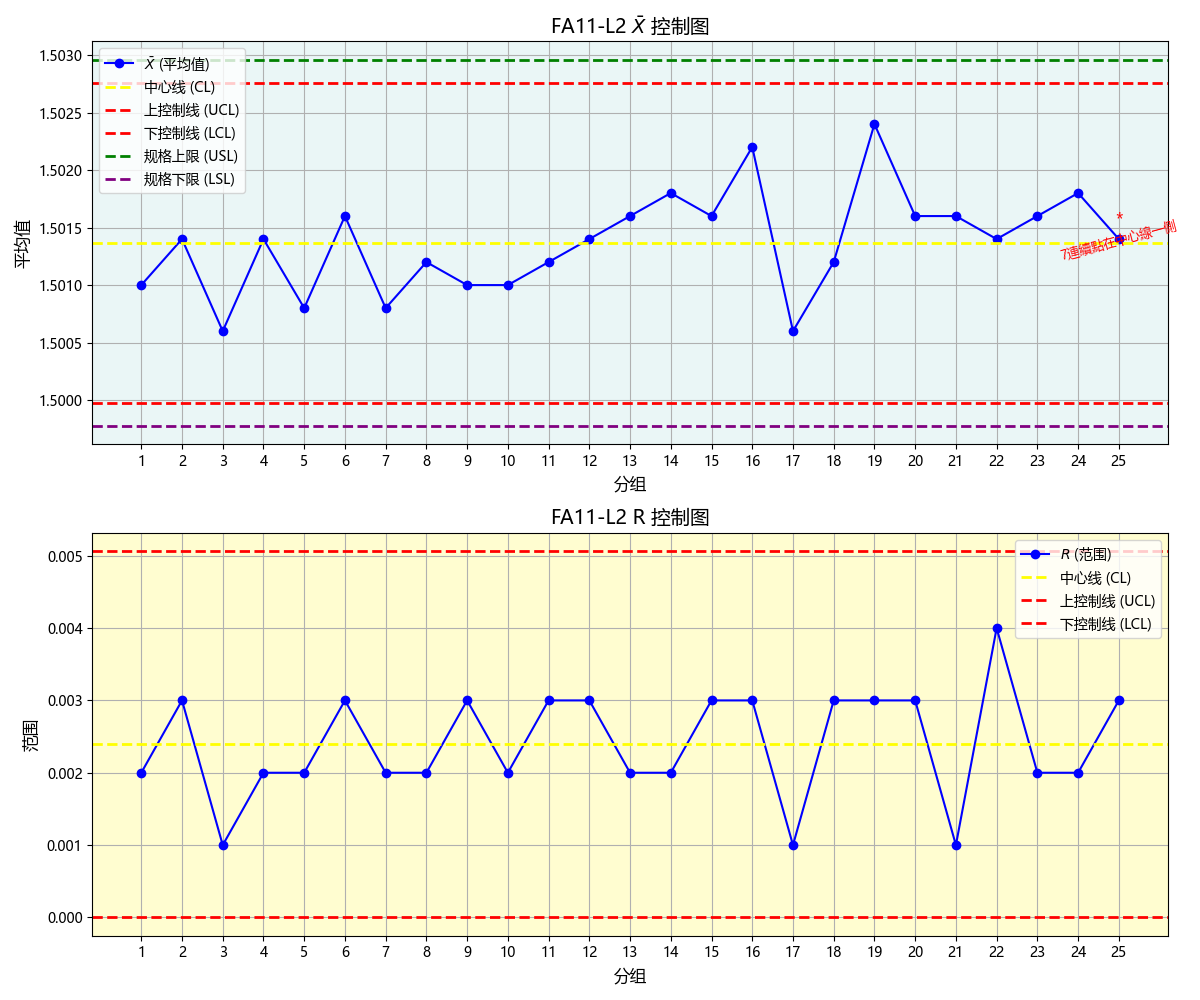 FA11-L2 X̄ 控制图
1.5030
1.5025
1.5020
1.5015
1.5010
1.5005
1.5000
平均值
X̄ (平均值)
中心线 (CL)
上控制线 (UCL)
下控制线 (LCL)
规格上限 (USL)
规格下限 (LSL)
*
7連續點在中心線一側
1 2 3 4 5 6 7 8 9 10 11 12 13 14 15 16 17 18 19 20 21 22 23 24 25
分组
FA11-L2 R 控制图
0.005
0.004
0.003
0.002
0.001
0.000
范围
R (范围)
中心线 (CL)
上控制线 (UCL)
下控制线 (LCL)
1 2 3 4 5 6 7 8 9 10 11 12 13 14 15 16 17 18 19 20 21 22 23 24 25
分组